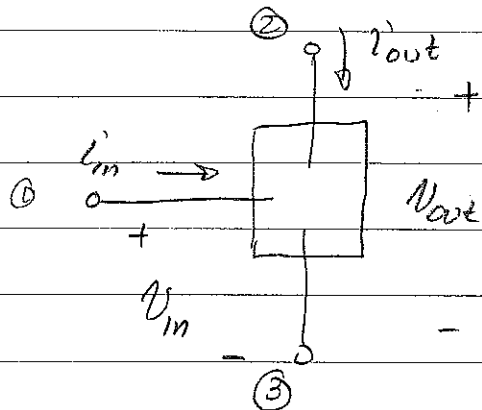 ② i_out
+
i_in
① V_out
+
V_in
- -
③